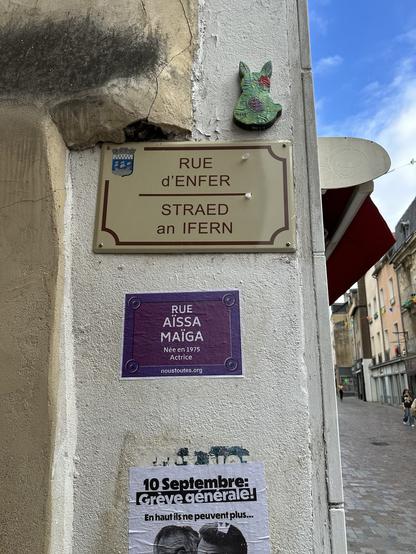 RUE
d'ENFER
STRAED
an IFERN
RUE
AÏSSA
MAÏGA
Née en 1975
Actrice
noustoutes.org
10 Septembre:
Grève générale!
En haut ils ne peuvent plus...